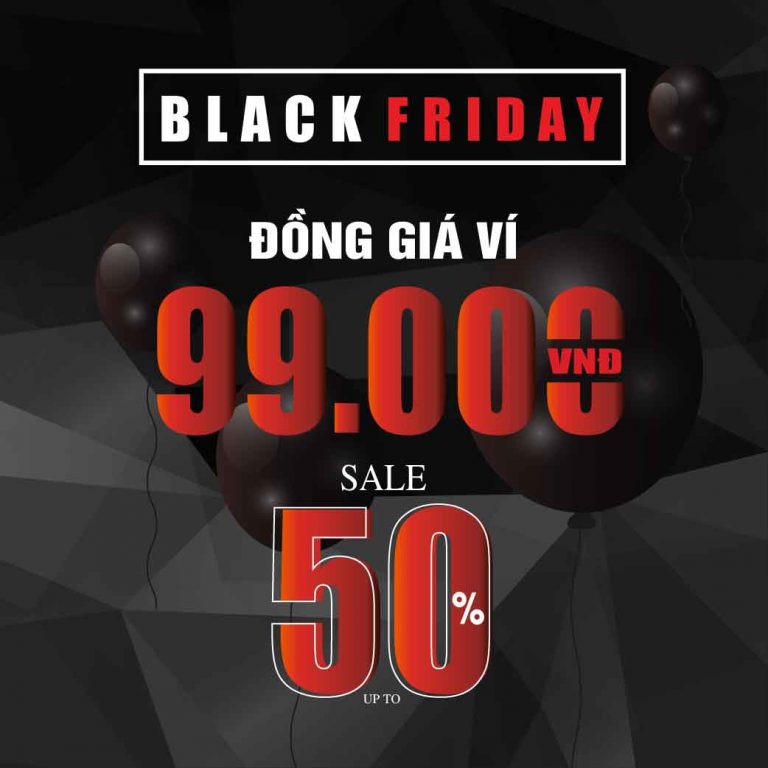 BLACK FRIDAY
ĐỒNG GIÁ VÍ
99.000 VNĐ
SALE
50%
UP TO